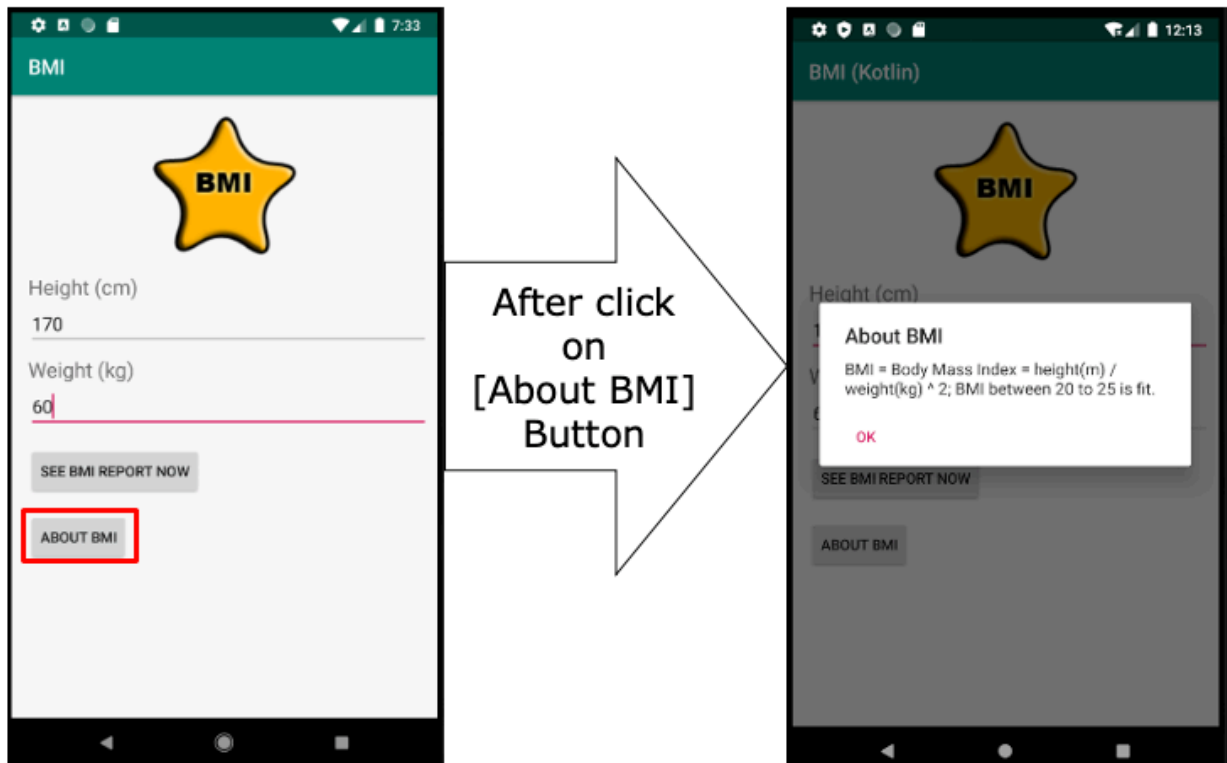 7:33
BMI
BMI
Height (cm)
170
Weight (kg)
60
SEE BMI REPORT NOW
ABOUT BMI
After click
on
[About BMI]
Button
12:13
BMI (Kotlin)
BMI
Height (cm)
About BMI
BMI = Body Mass Index = height(m) /
weight(kg) ^ 2; BMI between 20 to 25 is fit.
OK
SEE BMI REPORT NOW
ABOUT BMI